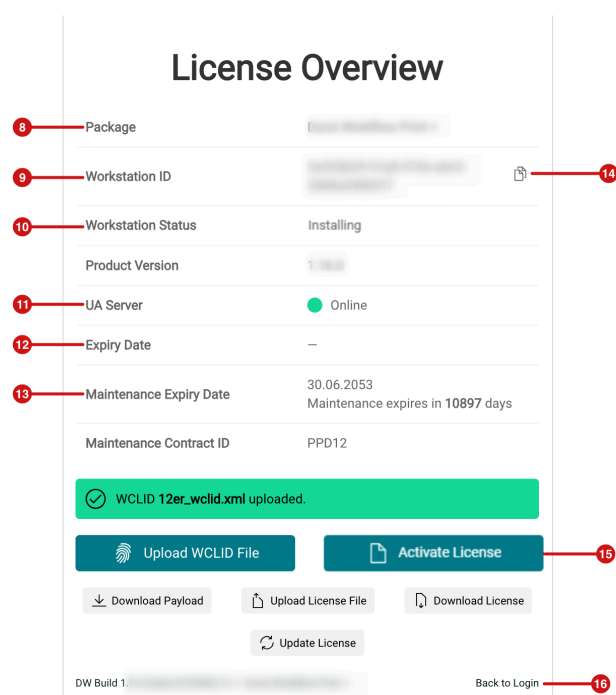 License Overview
8 Package
9 Workstation ID 14
10 Workstation Status Installing
Product Version
11 UA Server Online
12 Expiry Date —
13 Maintenance Expiry Date 30.06.2053
Maintenance expires in 10897 days
Maintenance Contract ID PPD12
WCLID 12er_wclid.xml uploaded.
Upload WCLID File Activate License 15
Download Payload Upload License File Download License
Update License
DW Build 1. Back to Login 16